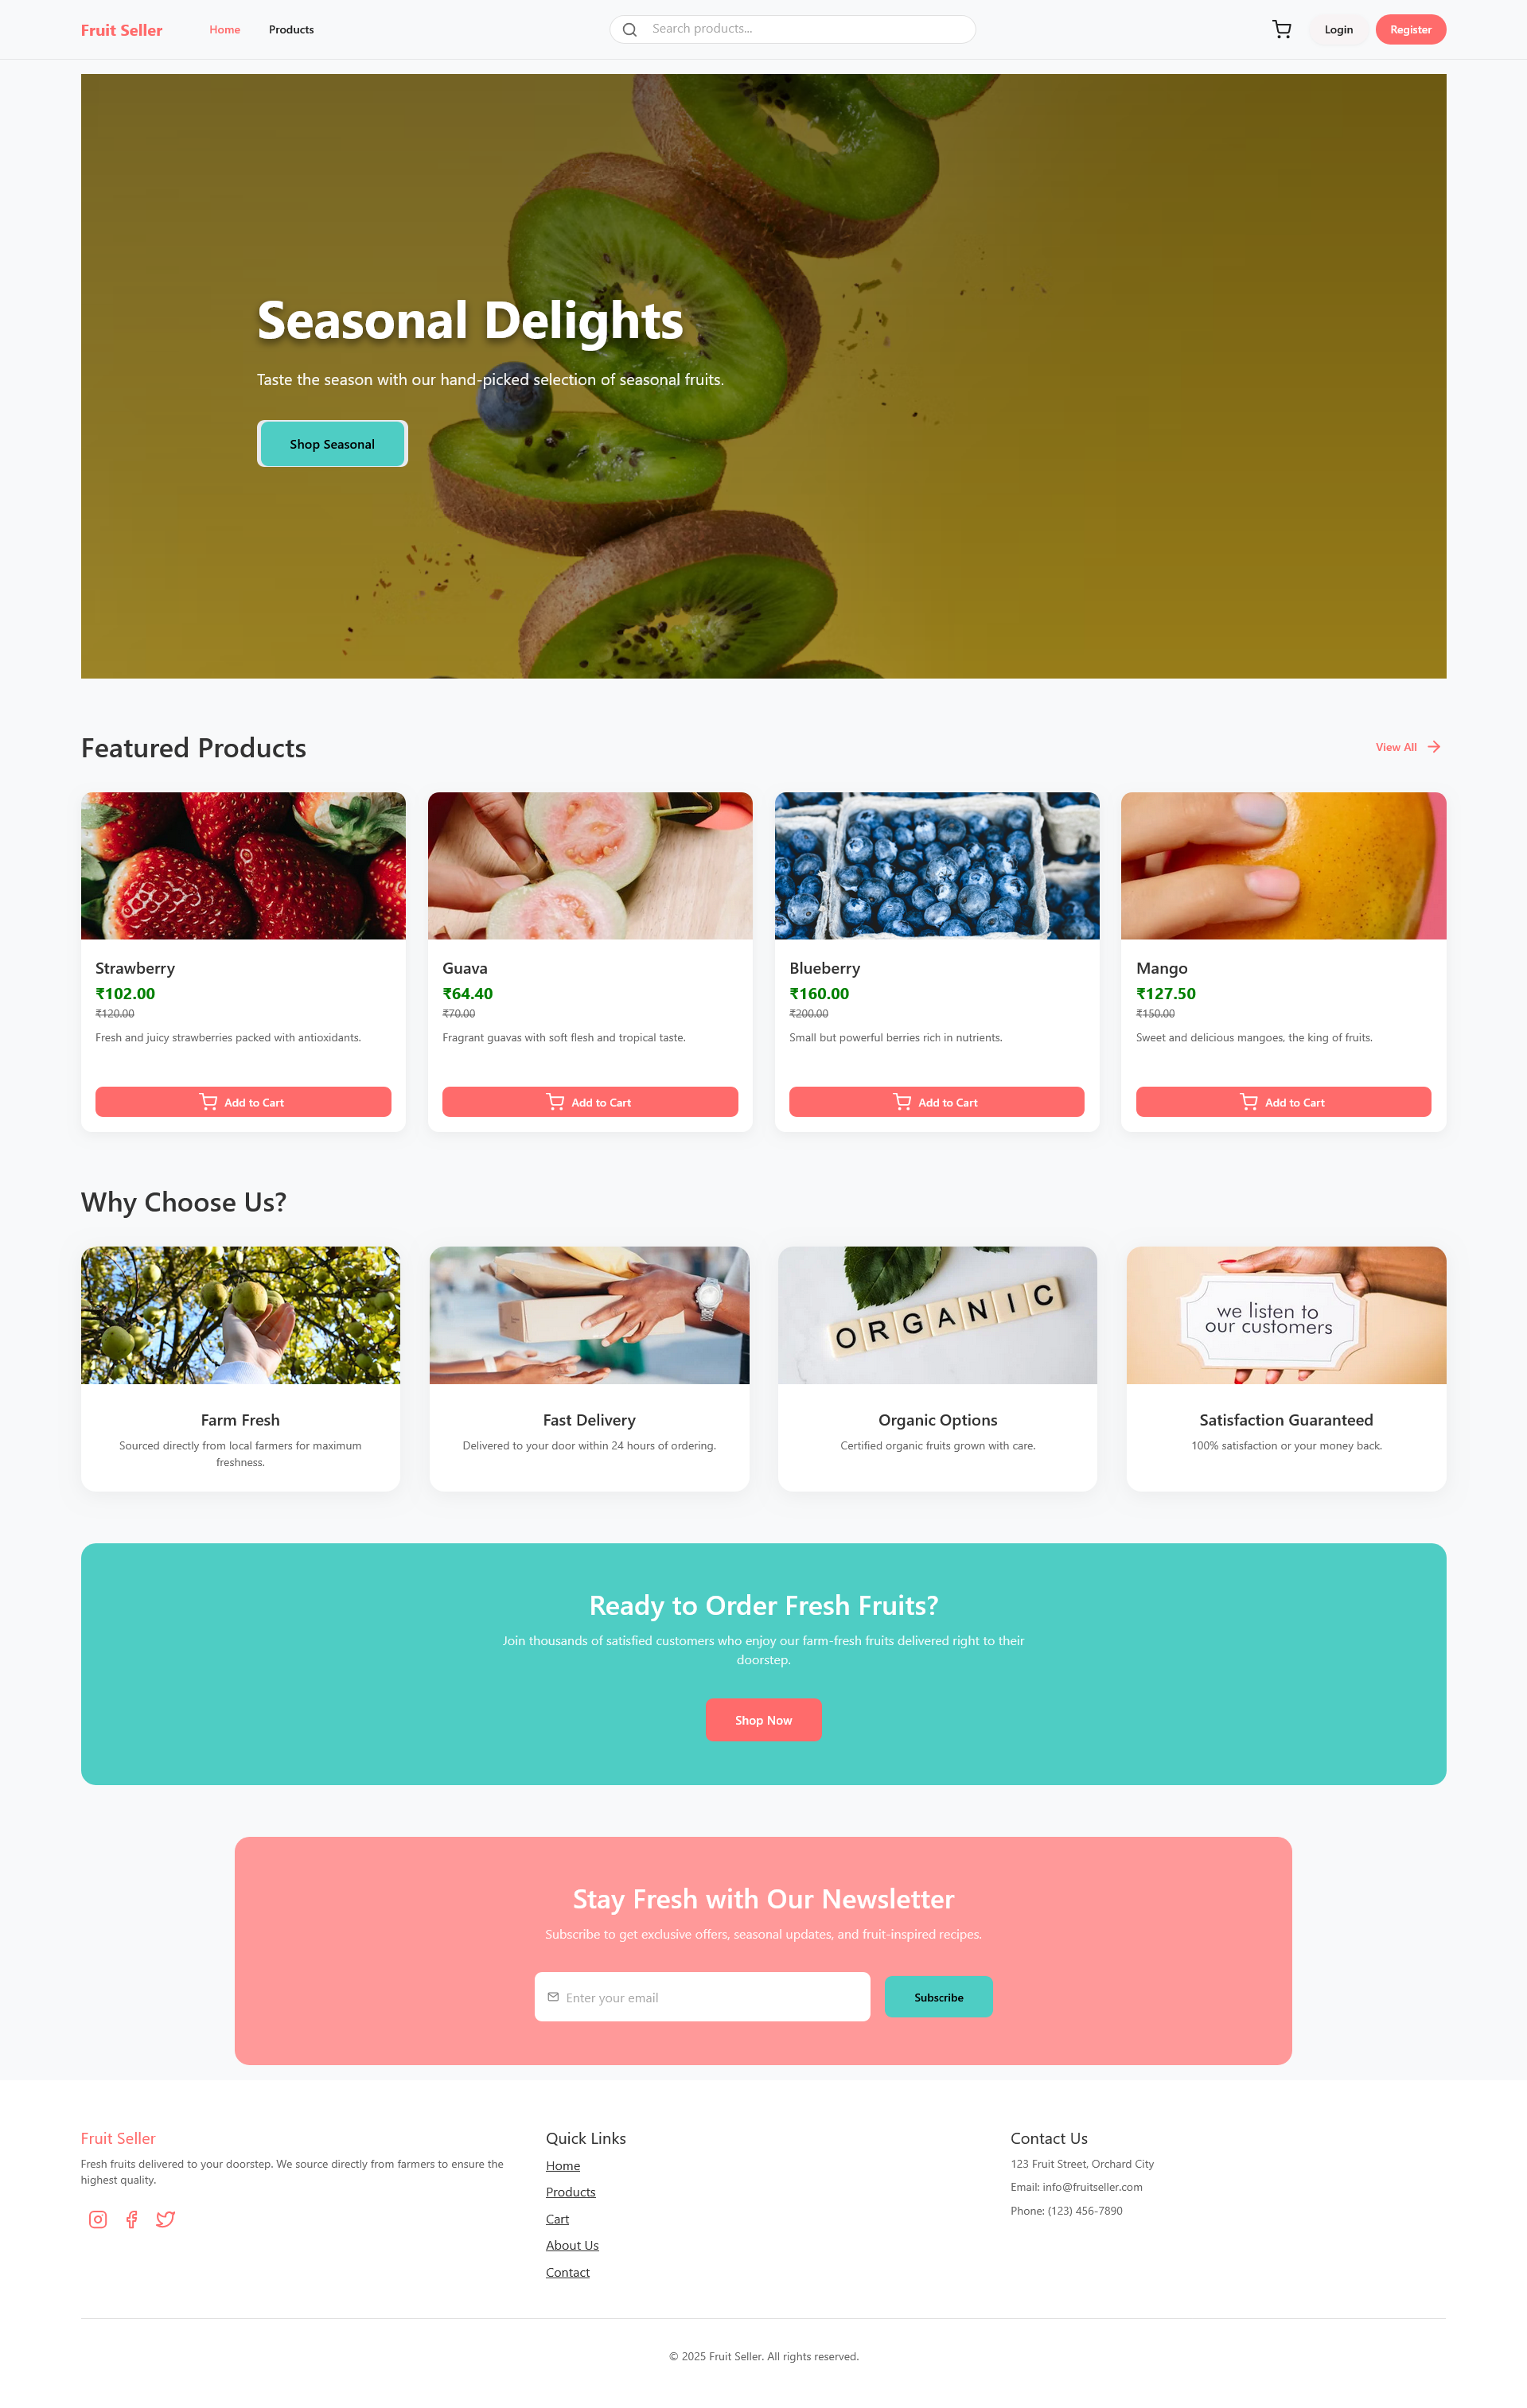 Fruit Seller
Home
Products
Search products...
Login
Register
Seasonal Delights
Taste the season with our hand-picked selection of seasonal fruits.
Shop Seasonal
Featured Products
View All
Strawberry
₹102.00
₹120.00
Fresh and juicy strawberries packed with antioxidants.
Add to Cart
Guava
₹64.40
₹70.00
Fragrant guavas with soft flesh and tropical taste.
Add to Cart
Blueberry
₹160.00
₹200.00
Small but powerful berries rich in nutrients.
Add to Cart
Mango
₹127.50
₹150.00
Sweet and delicious mangoes, the king of fruits.
Add to Cart
Why Choose Us?
Farm Fresh
Sourced directly from local farmers for maximum
freshness.
Fast Delivery
Delivered to your door within 24 hours of ordering.
ORGANIC
Organic Options
Certified organic fruits grown with care.
we listen to
our customers
Satisfaction Guaranteed
100% satisfaction or your money back.
Ready to Order Fresh Fruits?
Join thousands of satisfied customers who enjoy our farm-fresh fruits delivered right to their
doorstep.
Shop Now
Stay Fresh with Our Newsletter
Subscribe to get exclusive offers, seasonal updates, and fruit-inspired recipes.
Enter your email
Subscribe
Fruit Seller
Fresh fruits delivered to your doorstep. We source directly from farmers to ensure the
highest quality.
Quick Links
Home
Products
Cart
About Us
Contact
Contact Us
123 Fruit Street, Orchard City
Email: info@fruitseller.com
Phone: (123) 456-7890
© 2025 Fruit Seller. All rights reserved.